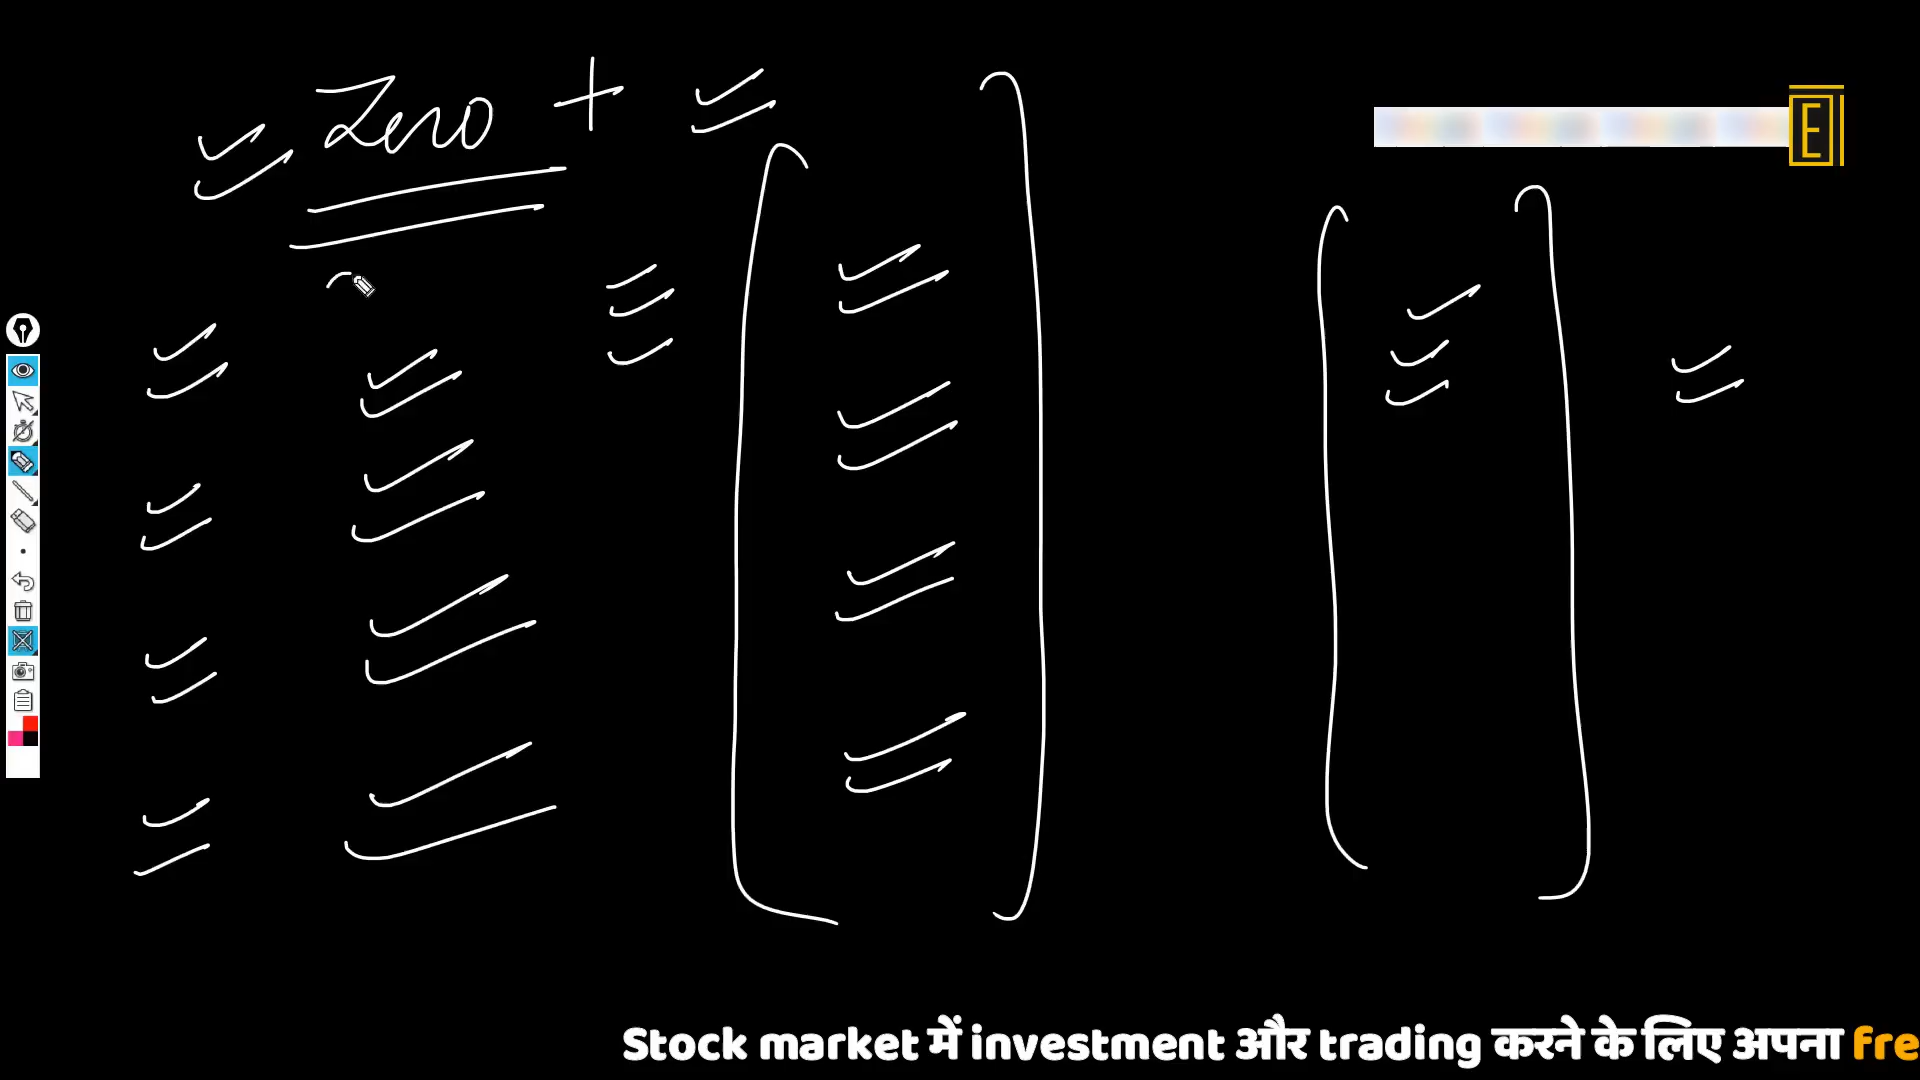 Zero +
E
Stock market में investment और trading करने के लिए अपना fre